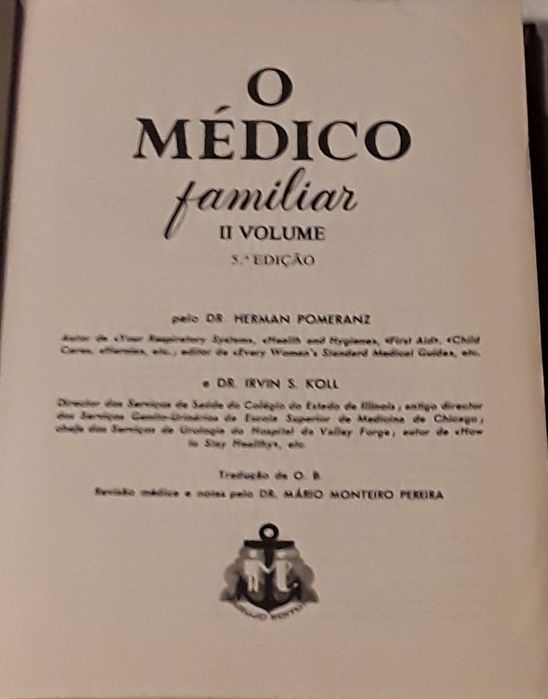 O
MÉDICO
familiar
II VOLUME
5.ª EDIÇÃO
pelo DR. HERMAN POMERANZ
Autor de «Your Respiratory System», «Health and Hygiene», «First Aid», «Child
Care», «Hernia», etc.; editor de «Every Woman's Standard Medical Guide», etc.
e DR. IRVIN S. KOLL
Director dos Serviços de Saúde do Colégio do Estado de Illinois; antigo director
dos Serviços Genito-Urinários da Escola Superior de Medicina de Chicago;
chefe dos Serviços de Urologia do Hospital de Valley Forge; autor de «How
to Stay Healthy», etc.
Tradução de O. B.
Revisão médica e notas pelo DR. MÁRIO MONTEIRO PEREIRA
EDITO